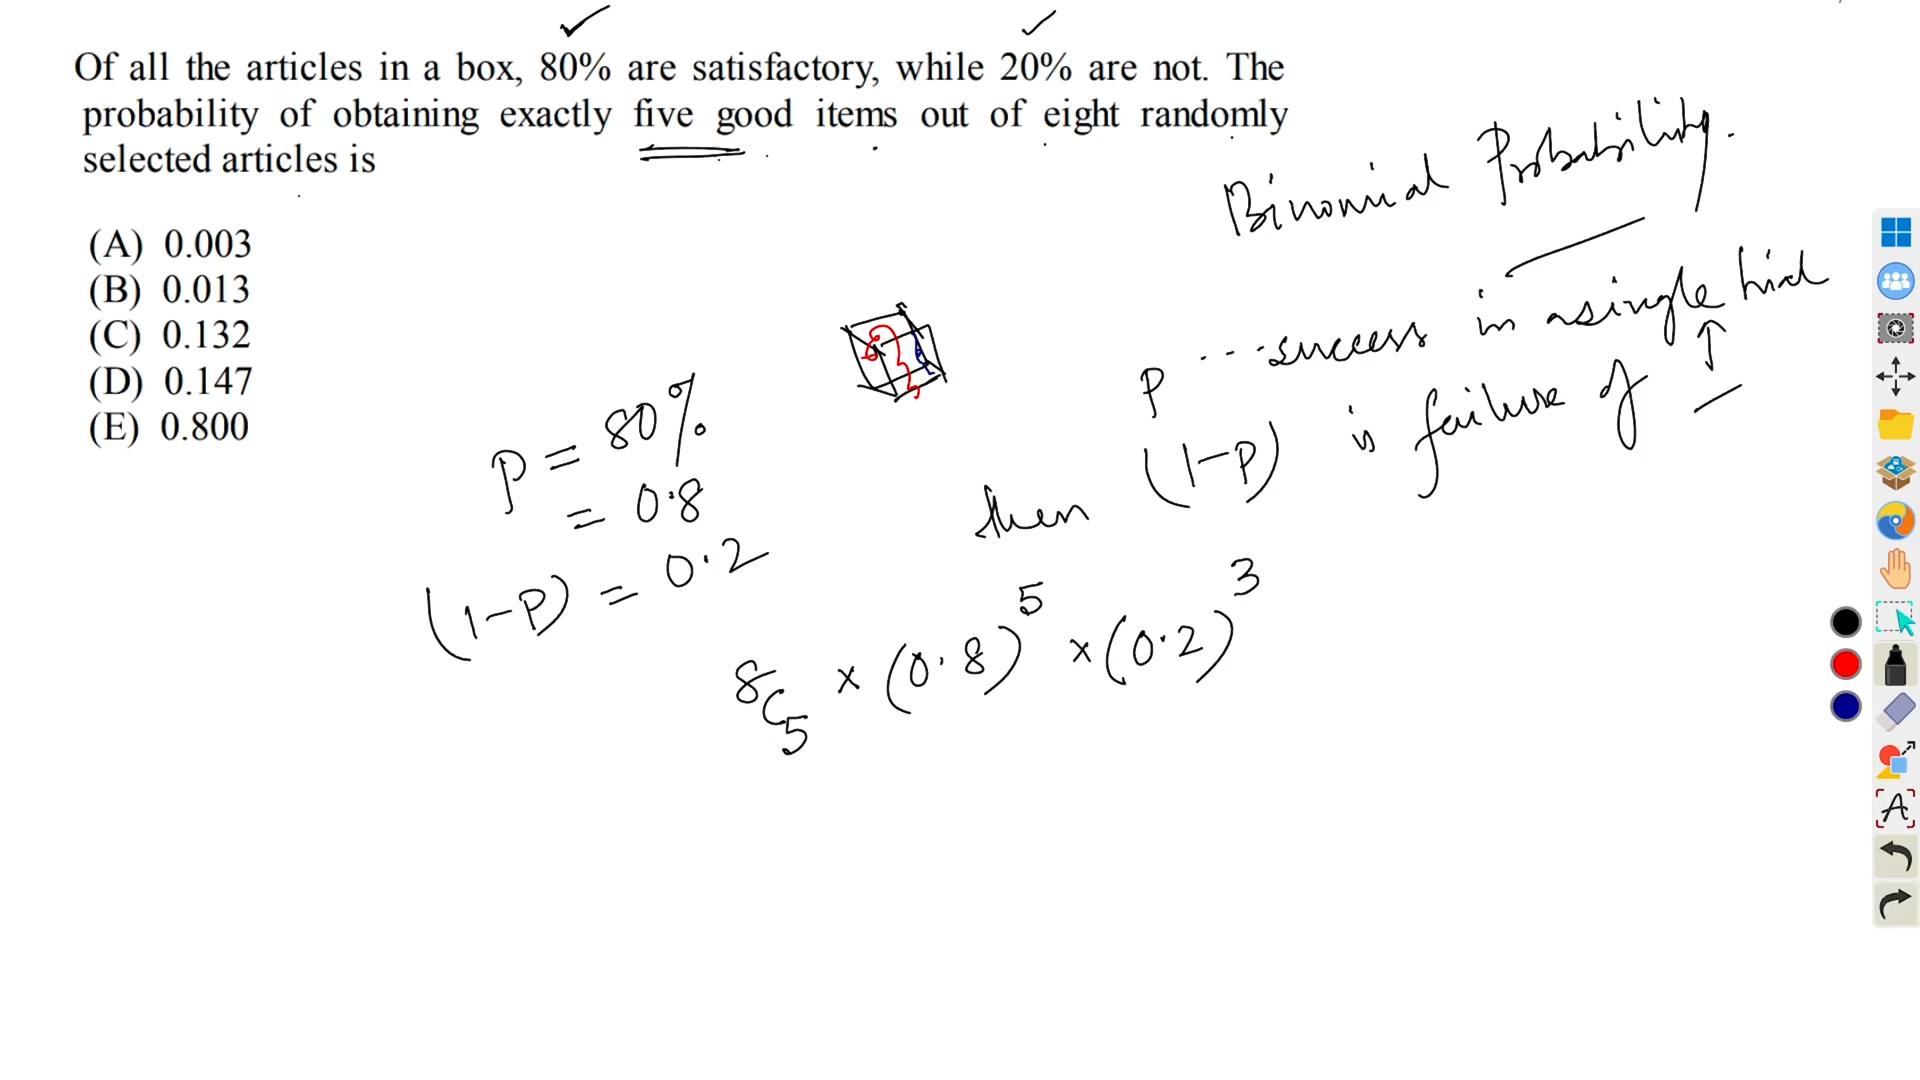 Of all the articles in a box, 80% are satisfactory, while 20% are not. The
probability of obtaining exactly five good items out of eight randomly
selected articles is
(A) 0.003
(B) 0.013
(C) 0.132
(D) 0.147
(E) 0.800
Binomial Probability.
P ... success in a single trial
then (1-P) is failure of
P = 80%
= 0.8
(1-P) = 0.2
⁸C₅ × (0.8)⁵ × (0.2)³
A